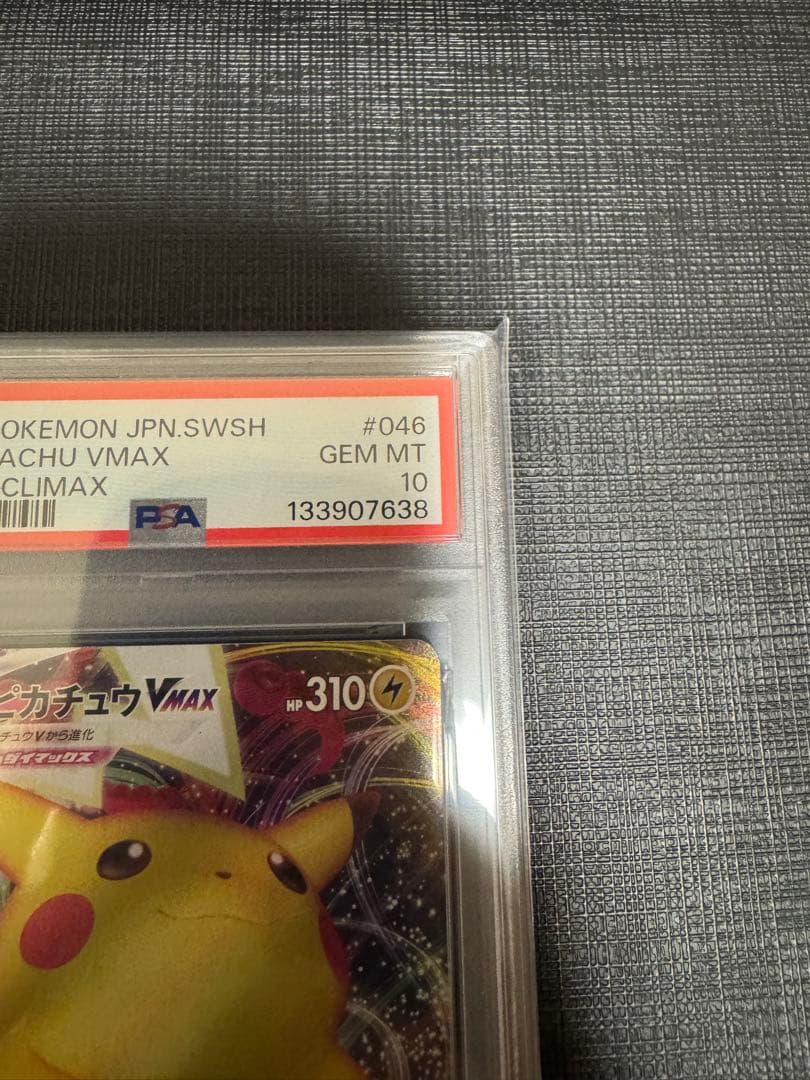 OKEMON JPN.SWSH #046
ACHU VMAX GEM MT
CLIMAX 10
PSA 133907638
ピカチュウVMAX HP310
チュウVから進化
ダイマックス